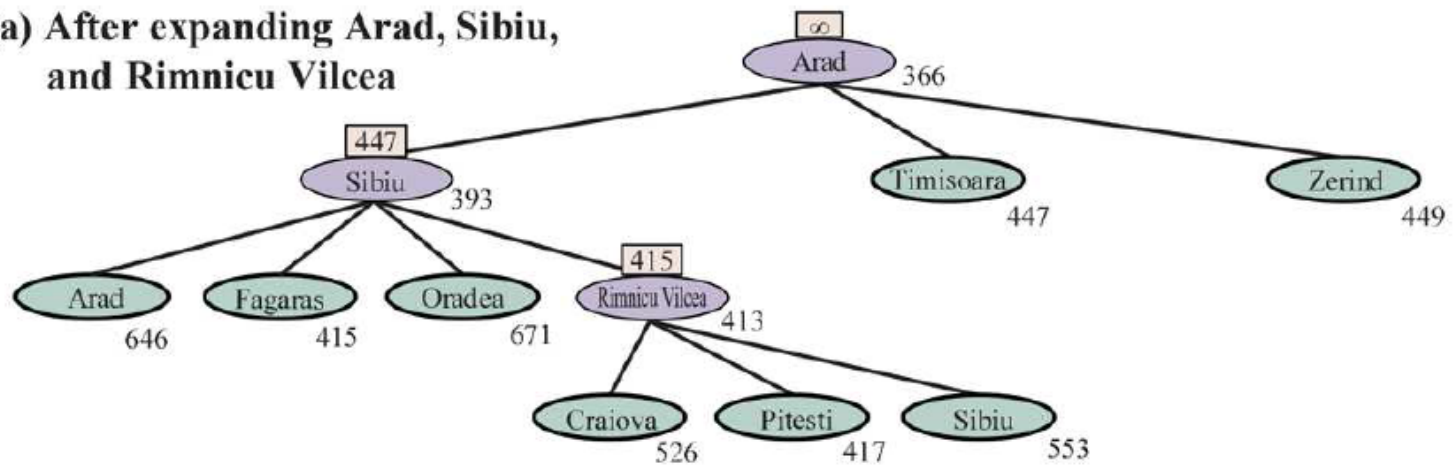 a) After expanding Arad, Sibiu,
and Rimnicu Vilcea
∞
Arad
366
447
Sibiu
393
Timisoara
447
Zerind
449
Arad
646
Fagaras
415
Oradea
671
415
Rimnicu Vilcea
413
Craiova
526
Pitesti
417
Sibiu
553